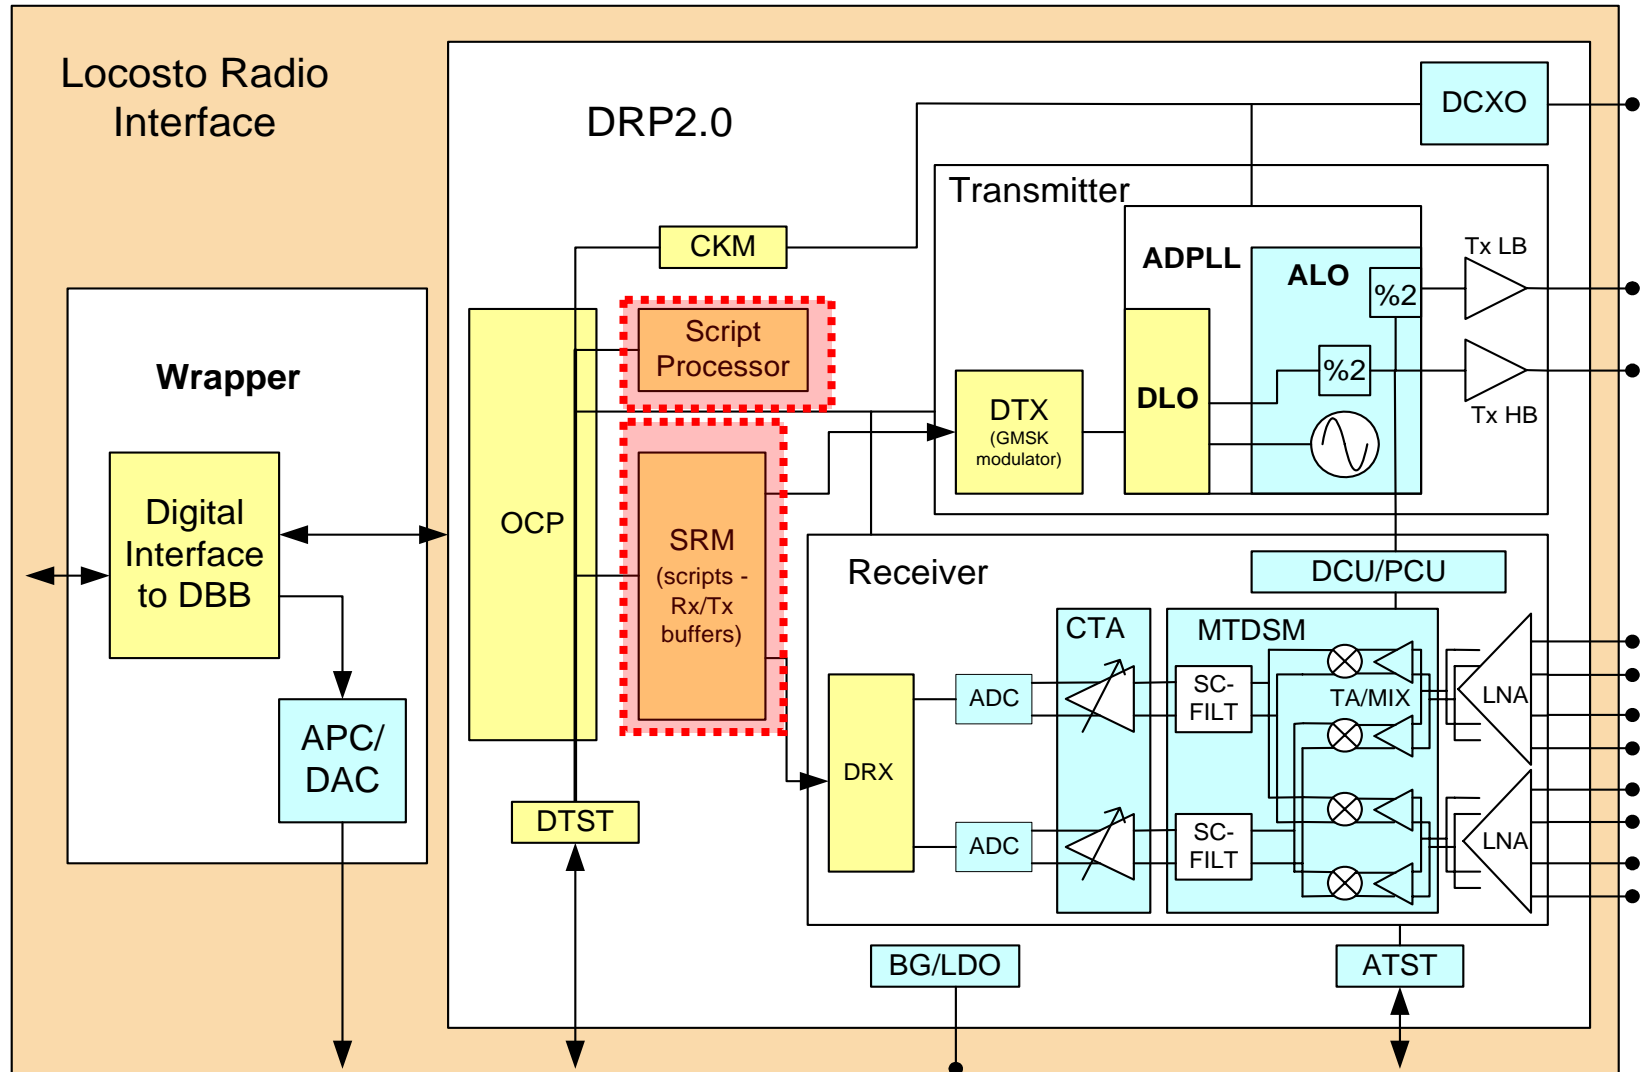 Locosto Radio
Interface
DRP2.0
DCXO
Transmitter
CKM
ADPLL
ALO
%2
Tx LB
Script
Processor
%2
Tx HB
DLO
DTX
(GMSK
modulator)
Wrapper
Digital
Interface
to DBB
OCP
SRM
(scripts -
Rx/Tx
buffers)
Receiver
DCU/PCU
CTA
MTDSM
ADC
SC-
FILT
TA/MIX
LNA
APC/
DAC
DRX
DTST
ADC
SC-
FILT
LNA
BG/LDO
ATST